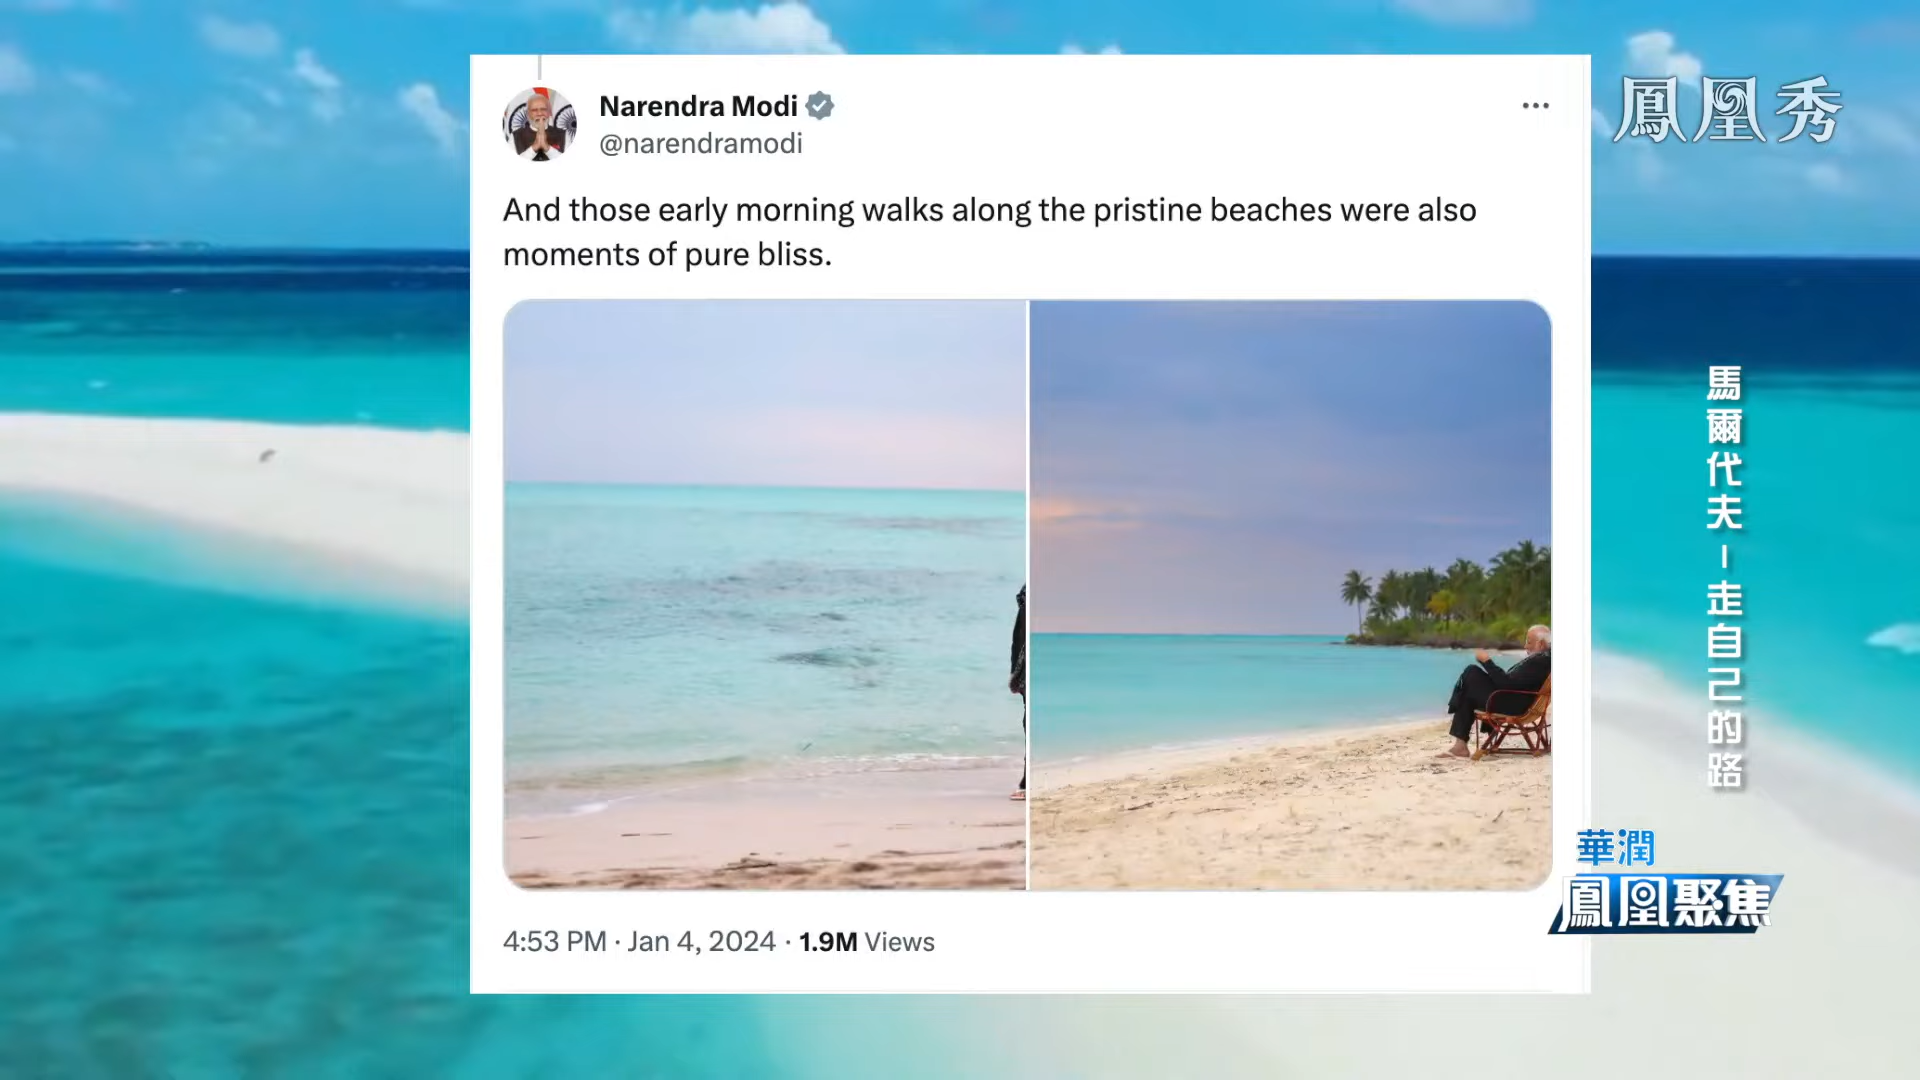 Narendra Modi
@narendramodi
And those early morning walks along the pristine beaches were also
moments of pure bliss.
4:53 PM · Jan 4, 2024 · 1.9M Views
鳳凰秀
馬爾代夫-走自己的路
華潤
鳳凰聚焦